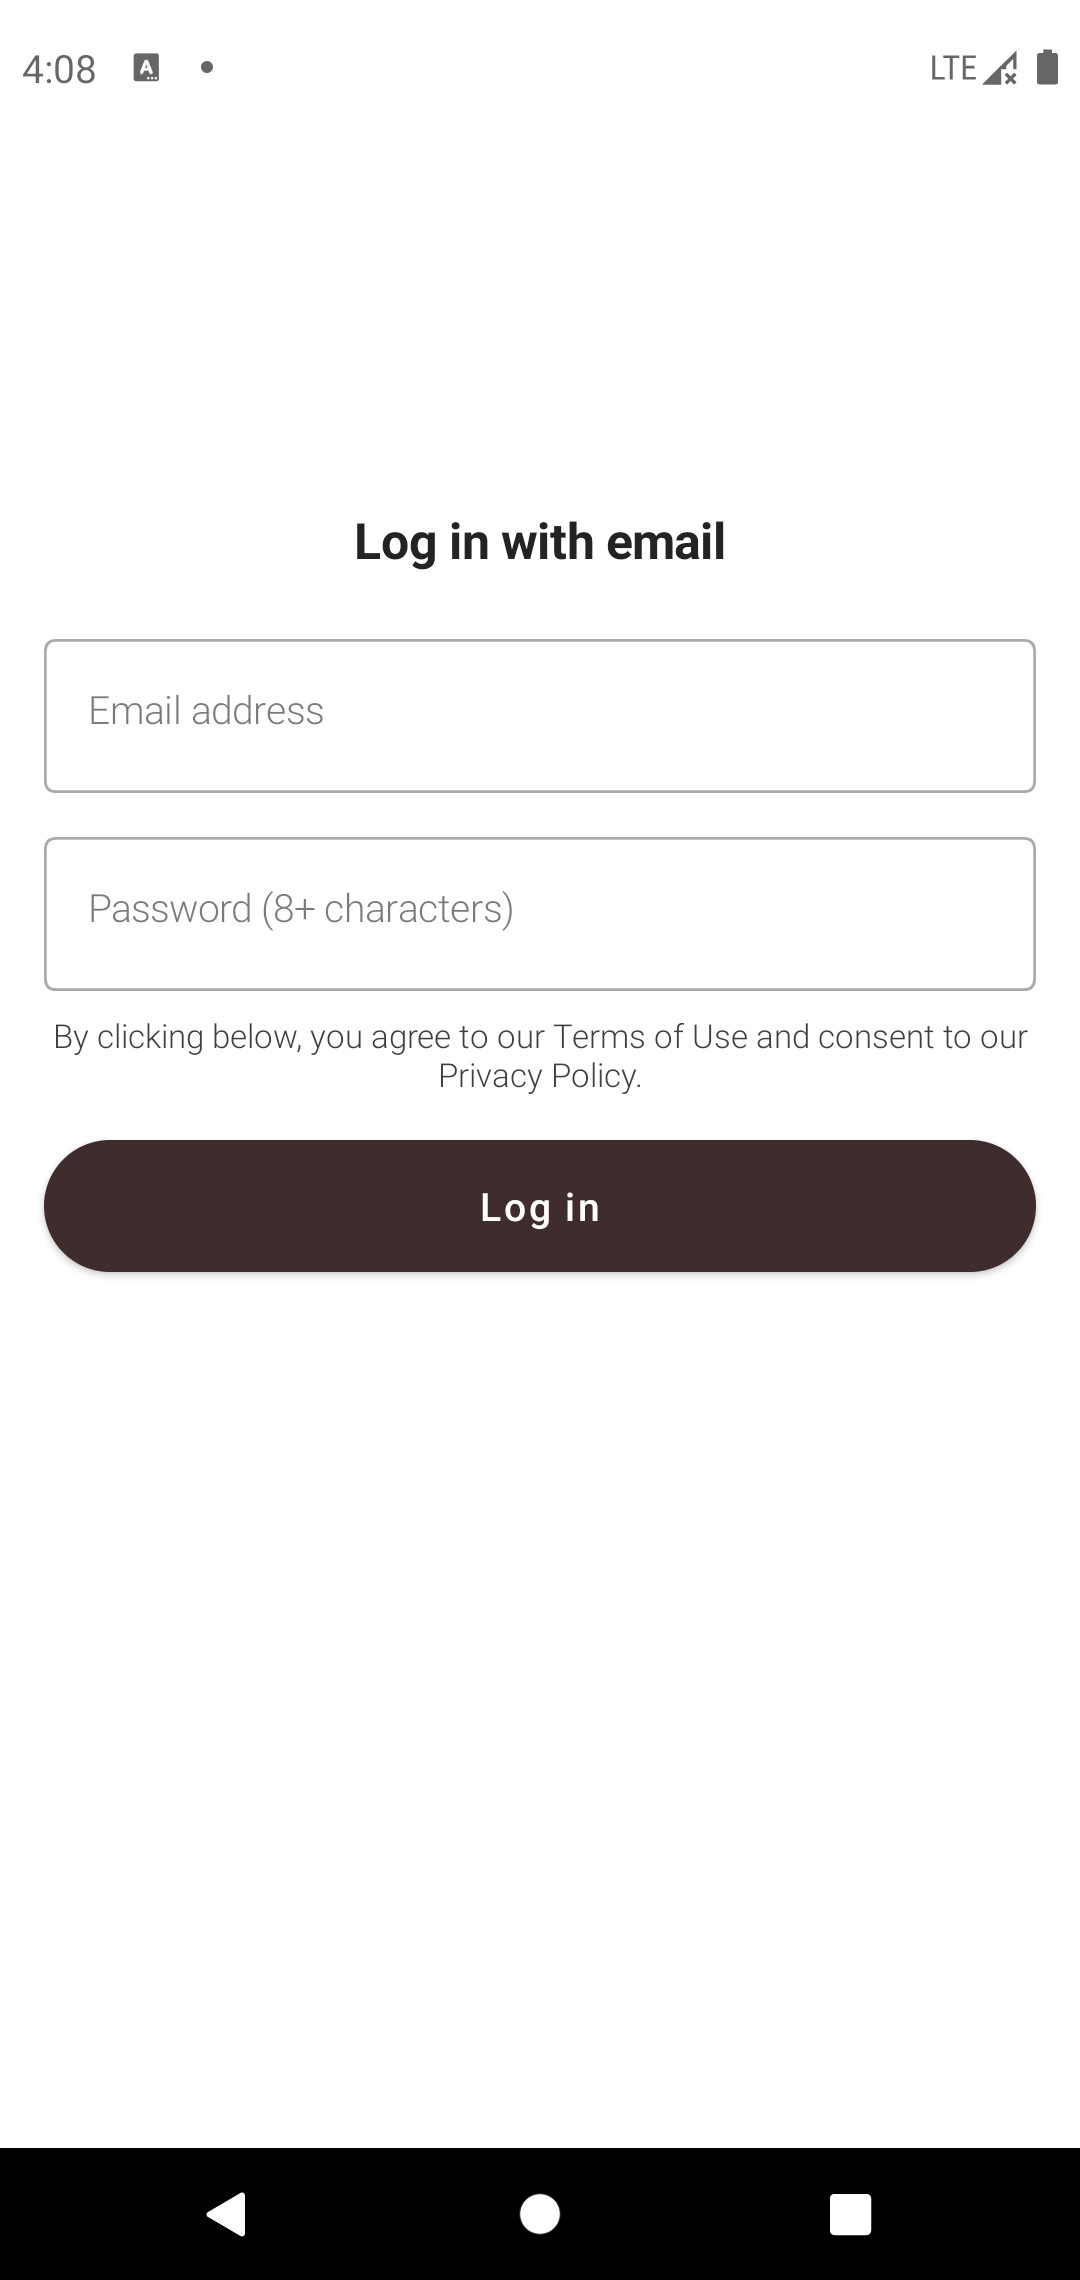 4:08
LTE
Log in with email
Email address
Password (8+ characters)
By clicking below, you agree to our Terms of Use and consent to our
Privacy Policy.
Log in